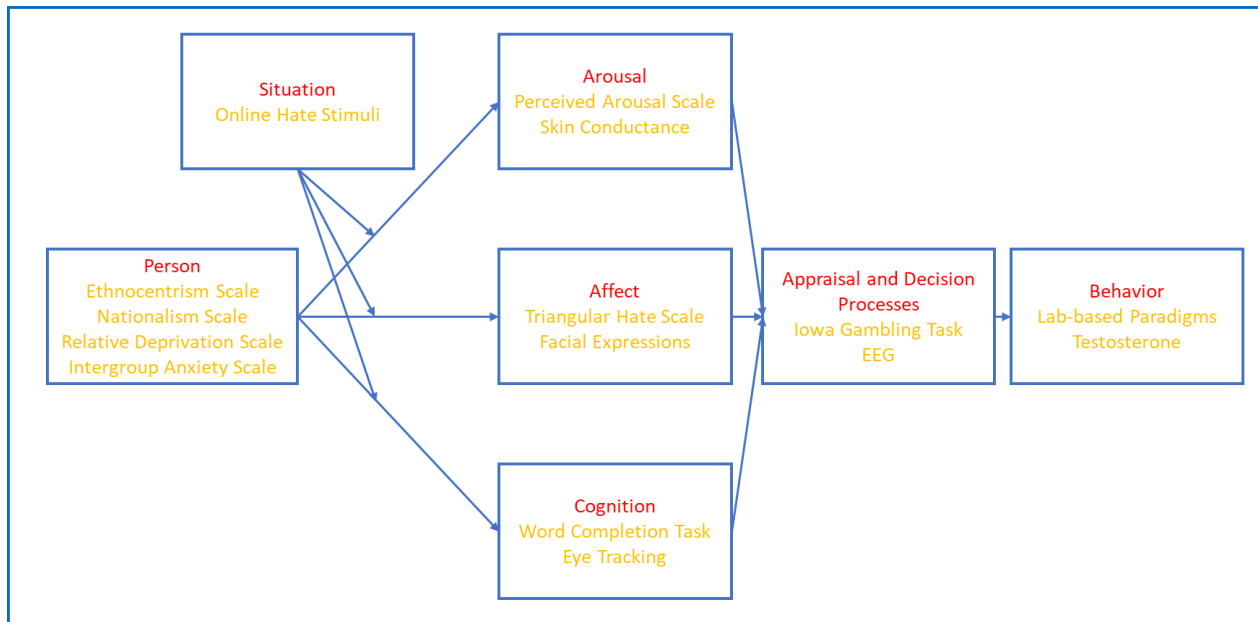 Situation
Online Hate Stimuli
Arousal
Perceived Arousal Scale
Skin Conductance
Person
Ethnocentrism Scale
Nationalism Scale
Relative Deprivation Scale
Intergroup Anxiety Scale
Affect
Triangular Hate Scale
Facial Expressions
Appraisal and Decision
Processes
Iowa Gambling Task
EEG
Behavior
Lab-based Paradigms
Testosterone
Cognition
Word Completion Task
Eye Tracking